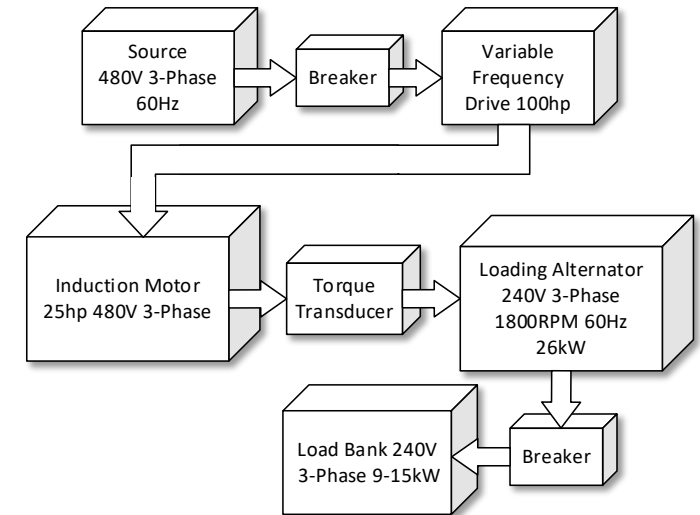 Source
480V 3-Phase
60Hz
Breaker
Variable
Frequency
Drive 100hp
Induction Motor
25hp 480V 3-Phase
Torque
Transducer
Loading Alternator
240V 3-Phase
1800RPM 60Hz
26kW
Load Bank 240V
3-Phase 9-15kW
Breaker